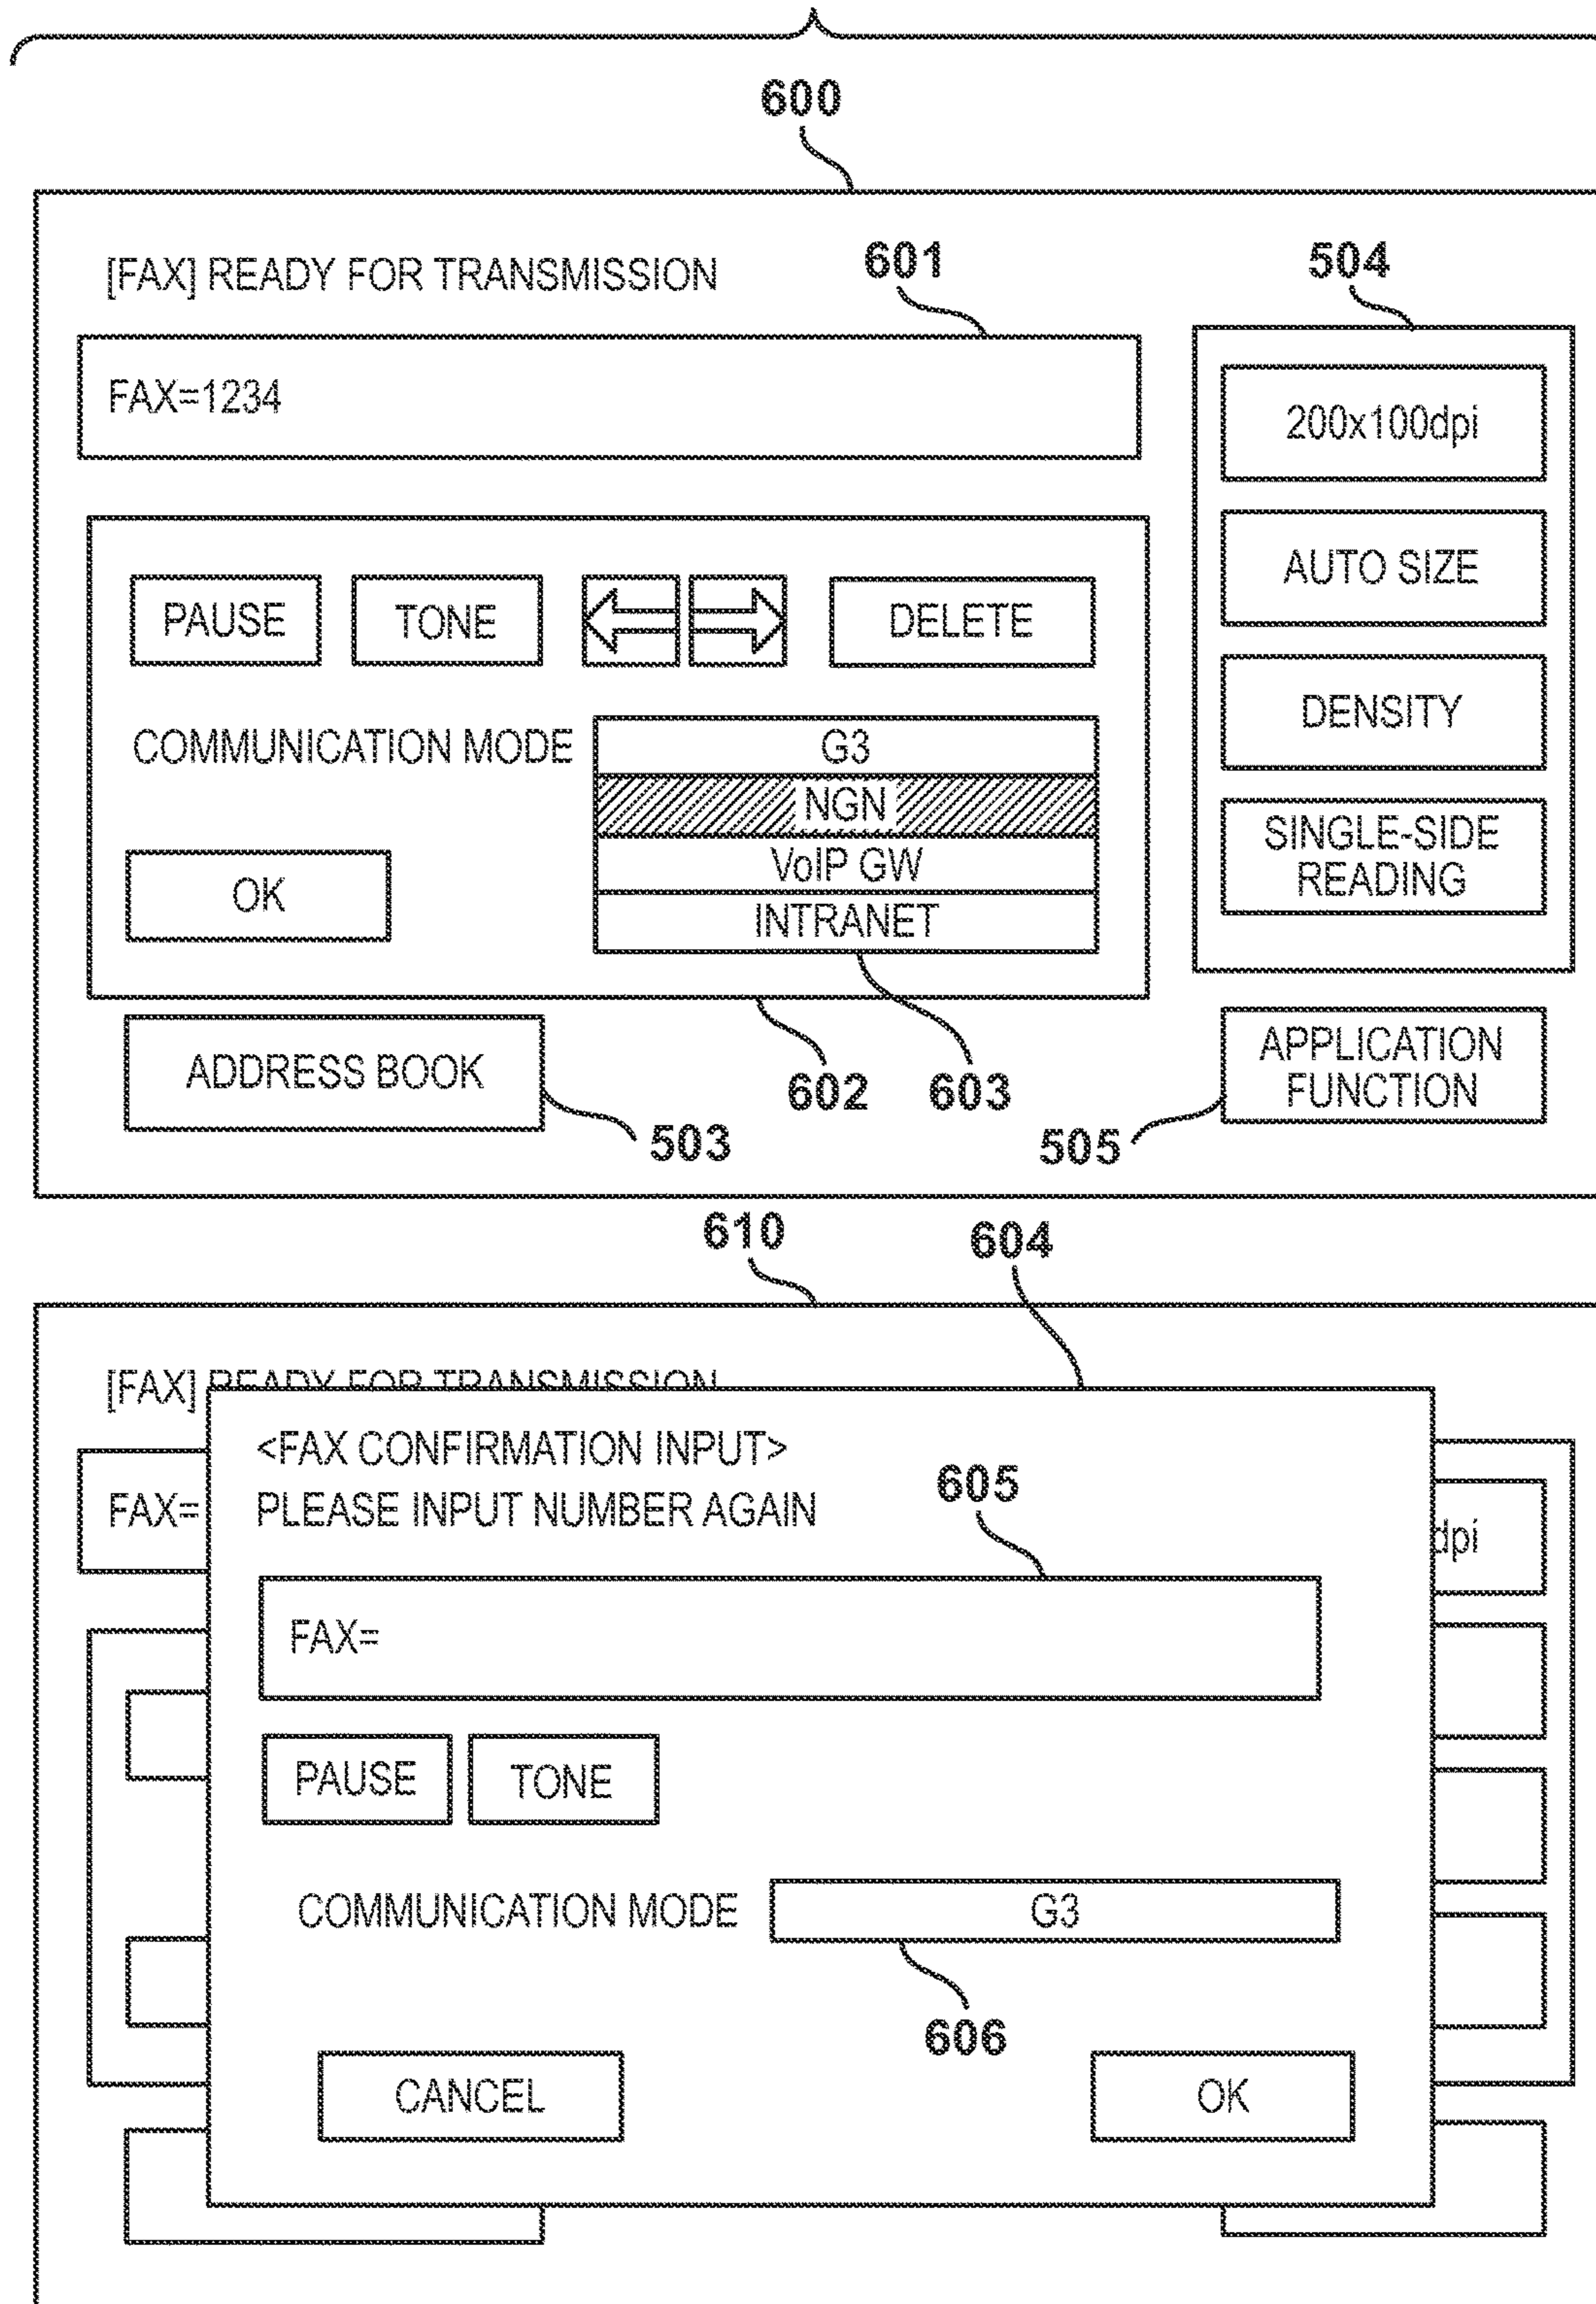 600
[FAX] READY FOR TRANSMISSION
601
504
FAX=1234
200x100dpi
AUTO SIZE
DENSITY
SINGLE-SIDE
READING
PAUSE
TONE
DELETE
COMMUNICATION MODE
G3
NGN
VoIP GW
INTRANET
OK
602
603
ADDRESS BOOK
503
505
APPLICATION
FUNCTION
610
604
[FAX] READY FOR TRANSMISSION
<FAX CONFIRMATION INPUT>
PLEASE INPUT NUMBER AGAIN
605
FAX=
dpi
FAX=
PAUSE
TONE
COMMUNICATION MODE
G3
606
CANCEL
OK